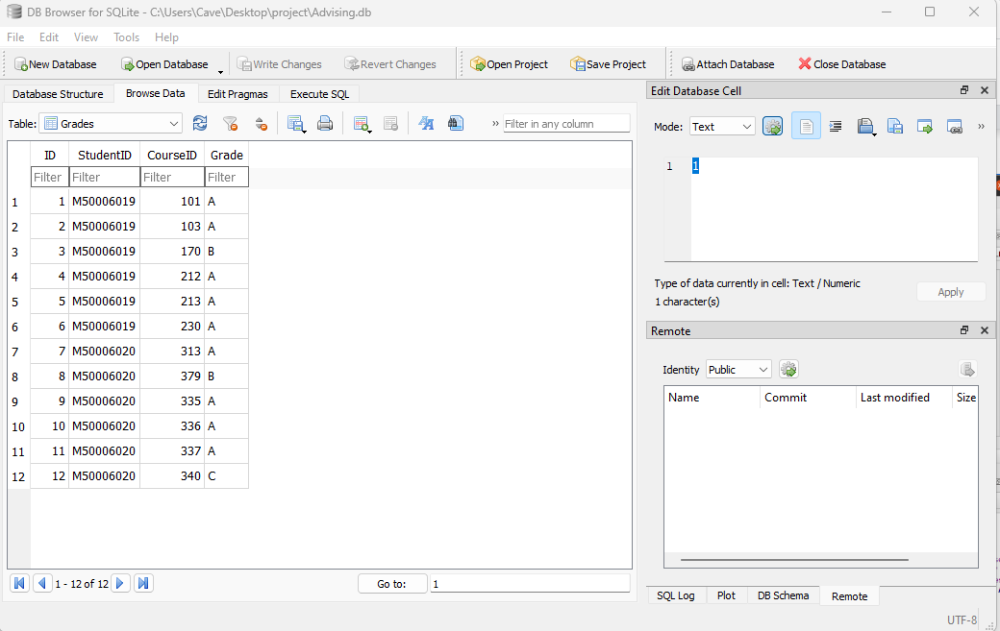 DB Browser for SQLite - C:\Users\Cave\Desktop\project\Advising.db
File Edit View Tools Help
New Database Open Database Write Changes Revert Changes Open Project Save Project Attach Database Close Database
Database Structure Browse Data Edit Pragmas Execute SQL
Table: Grades Filter in any column
ID StudentID CourseID Grade
Filter Filter Filter Filter
1 1 M50006019 101 A
2 2 M50006019 103 A
3 3 M50006019 170 B
4 4 M50006019 212 A
5 5 M50006019 213 A
6 6 M50006019 230 A
7 7 M50006020 313 A
8 8 M50006020 379 B
9 9 M50006020 335 A
10 10 M50006020 336 A
11 11 M50006020 337 A
12 12 M50006020 340 C
1 - 12 of 12 Go to: 1
Edit Database Cell
Mode: Text
1 1
Type of data currently in cell: Text / Numeric
1 character(s)
Apply
Remote
Identity Public
Name Commit Last modified Size
SQL Log Plot DB Schema Remote
UTF-8